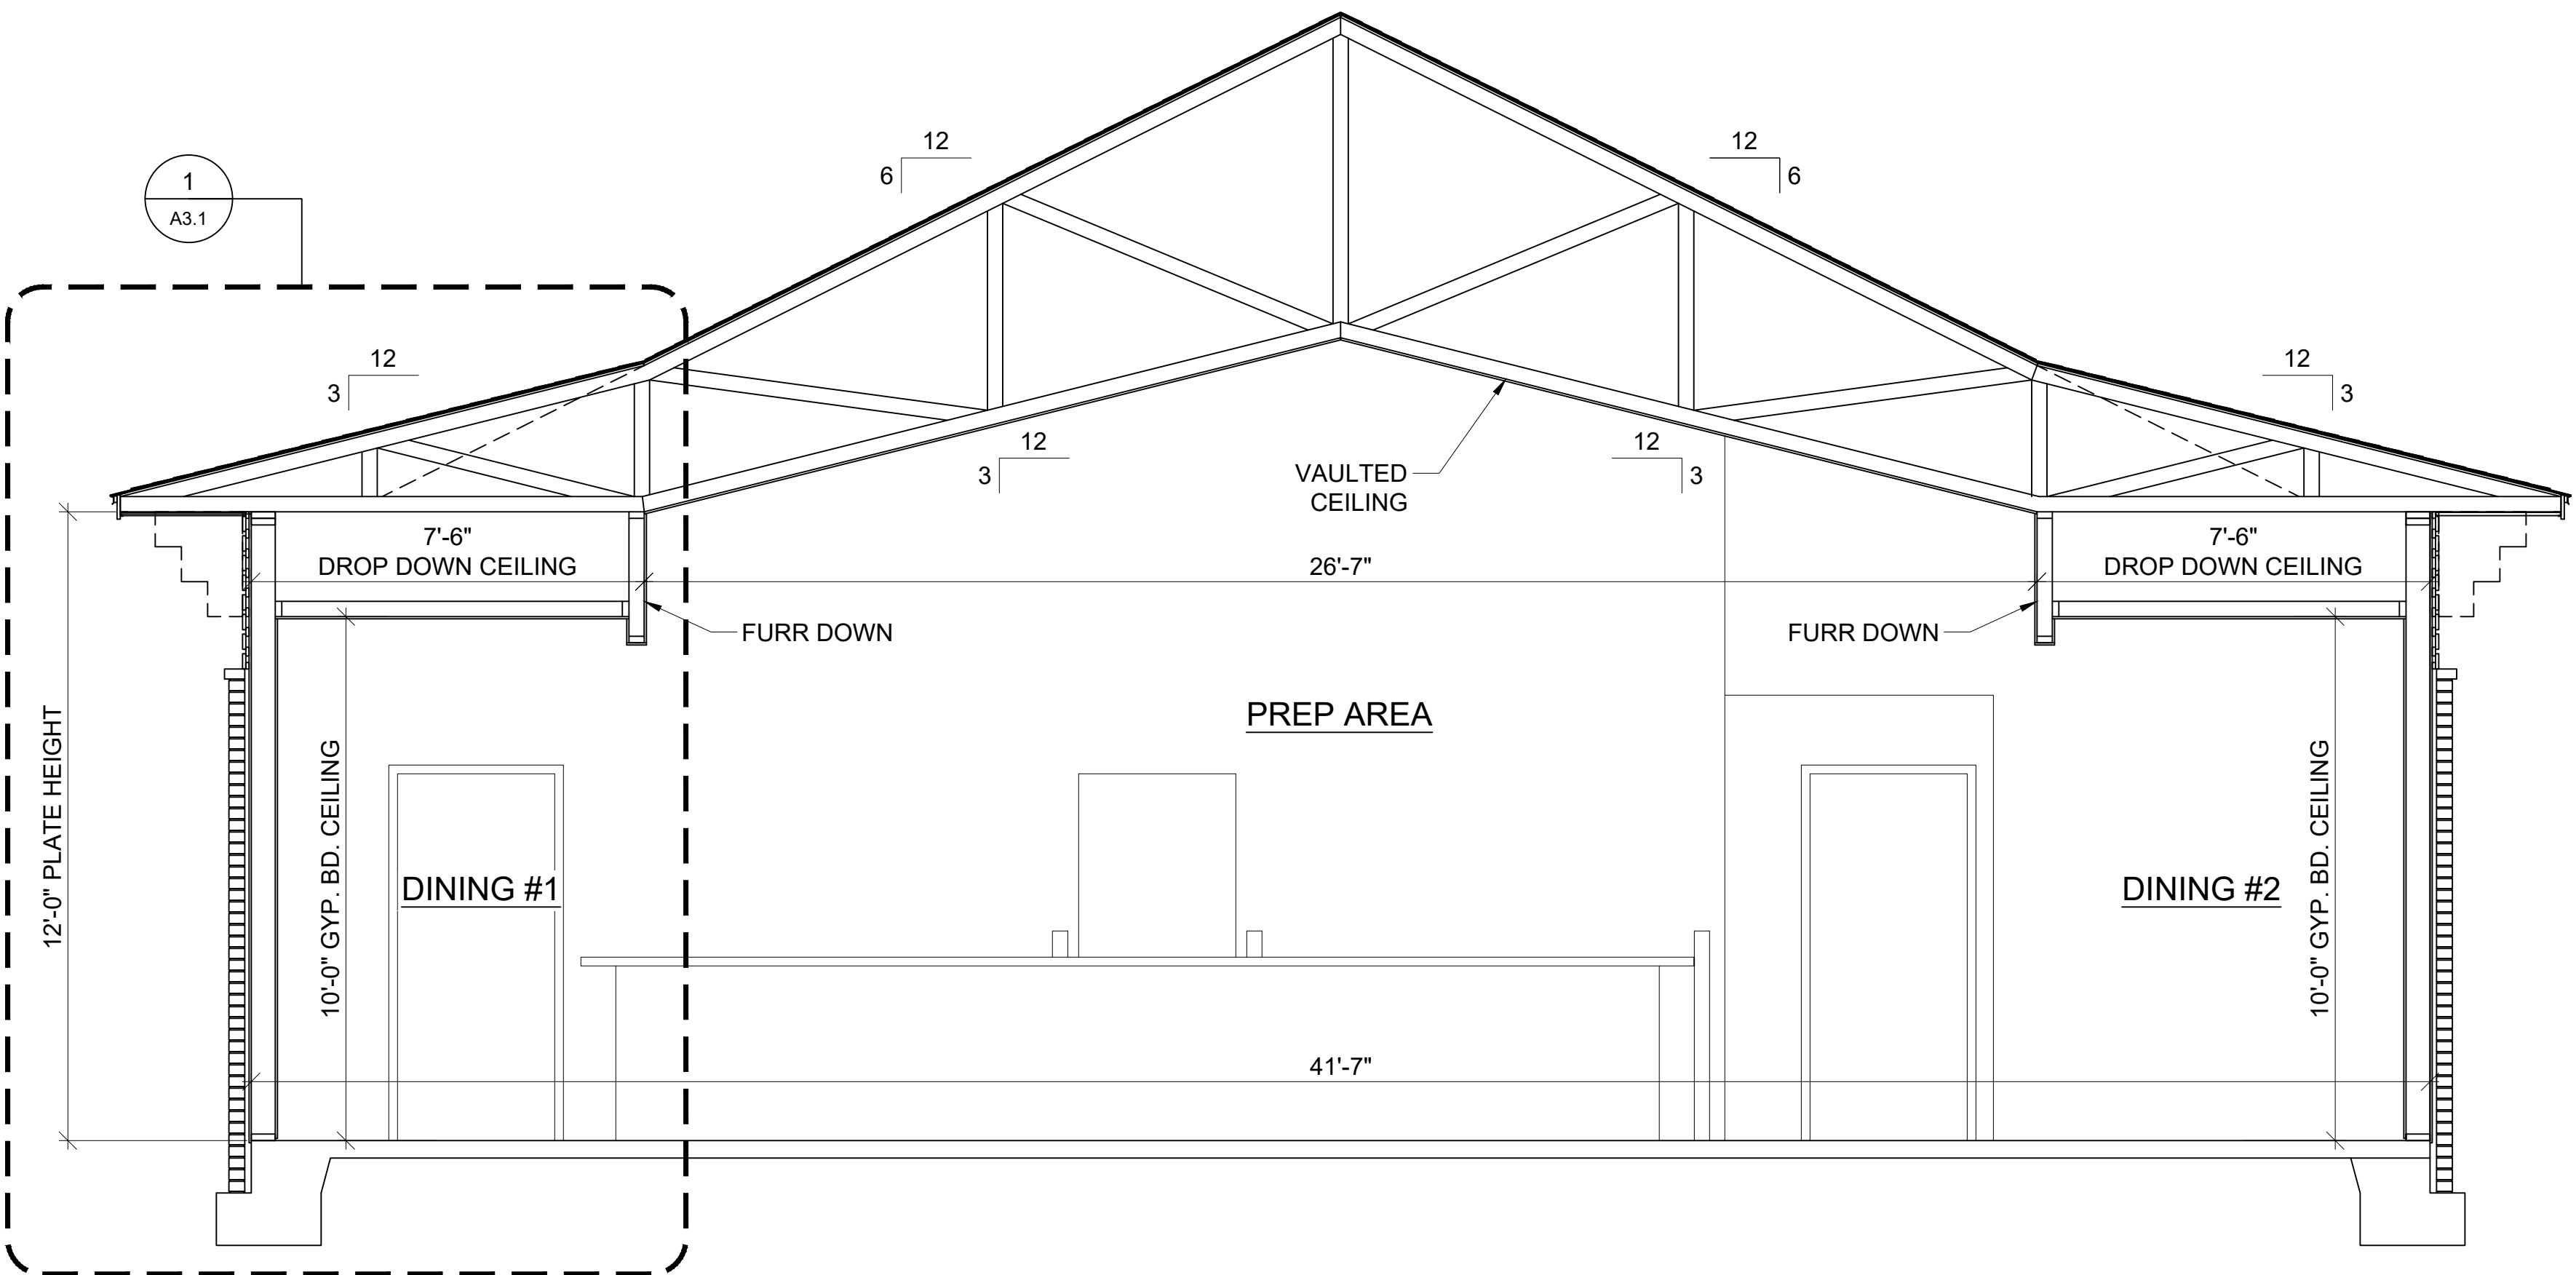 12
6
12
6
1
A3.1
12
3
12
3
12
3
12
3
VAULTED
CEILING
7'-6"
DROP DOWN CEILING
26'-7"
7'-6"
DROP DOWN CEILING
FURR DOWN
FURR DOWN
PREP AREA
12'-0" PLATE HEIGHT
10'-0" GYP. BD. CEILING
DINING #1
DINING #2
10'-0" GYP. BD. CEILING
41'-7"